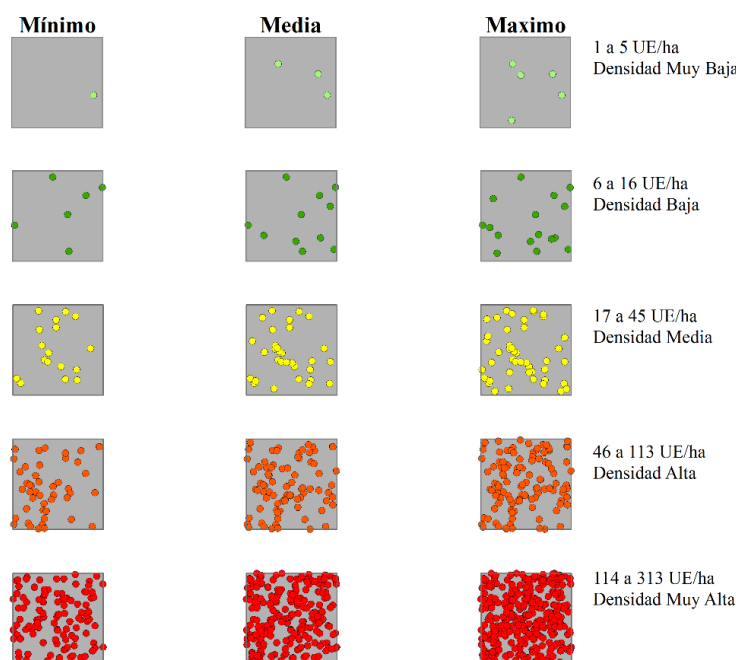 Mínimo Media Maximo
1 a 5 UE/ha
Densidad Muy Baja
6 a 16 UE/ha
Densidad Baja
17 a 45 UE/ha
Densidad Media
46 a 113 UE/ha
Densidad Alta
114 a 313 UE/ha
Densidad Muy Alta